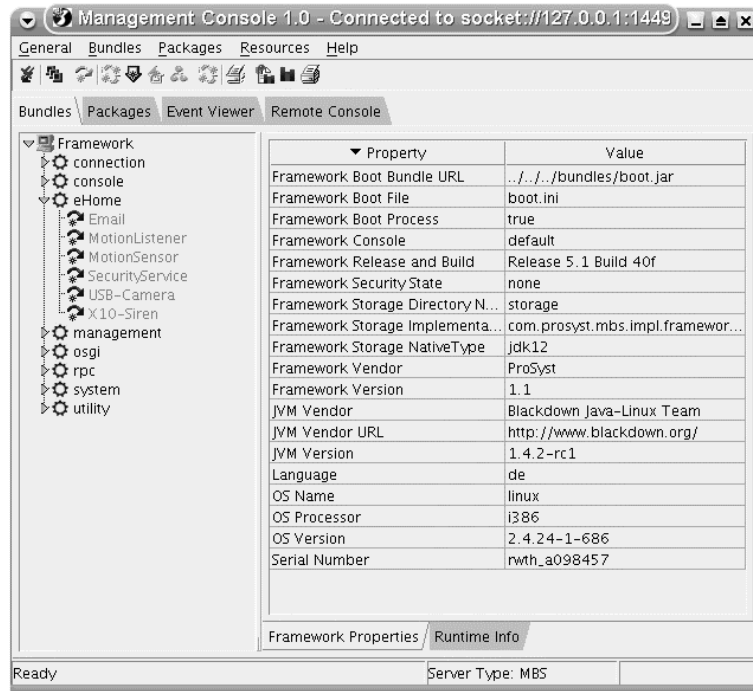 Management Console 1.0 - Connected to socket://127.0.0.1:1449
General Bundles Packages Resources Help
Bundles Packages Event Viewer Remote Console
Framework
connection
console
eHome
Email
MotionListener
MotionSensor
SecurityService
USB-Camera
X10-Siren
management
osgi
rpc
system
utility
Property Value
Framework Boot Bundle URL ../../../bundles/boot.jar
Framework Boot File boot.ini
Framework Boot Process true
Framework Console default
Framework Release and Build Release 5.1 Build 40f
Framework Security State none
Framework Storage Directory N... storage
Framework Storage Implementa... com.prosyst.mbs.impl.framewor...
Framework Storage NativeType jdk12
Framework Vendor ProSyst
Framework Version 1.1
JVM Vendor Blackdown Java-Linux Team
JVM Vendor URL http://www.blackdown.org/
JVM Version 1.4.2-rc1
Language de
OS Name linux
OS Processor i386
OS Version 2.4.24-1-686
Serial Number rwth_a098457
Framework Properties Runtime Info
Ready Server Type: MBS